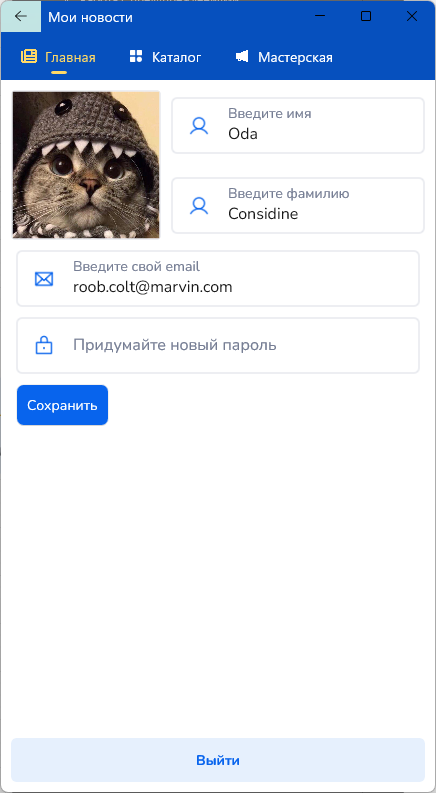 Мои новости
Главная
Каталог
Мастерская
Введите имя
Oda
Введите фамилию
Considine
Введите свой email
roob.colt@marvin.com
Придумайте новый пароль
Сохранить
Выйти